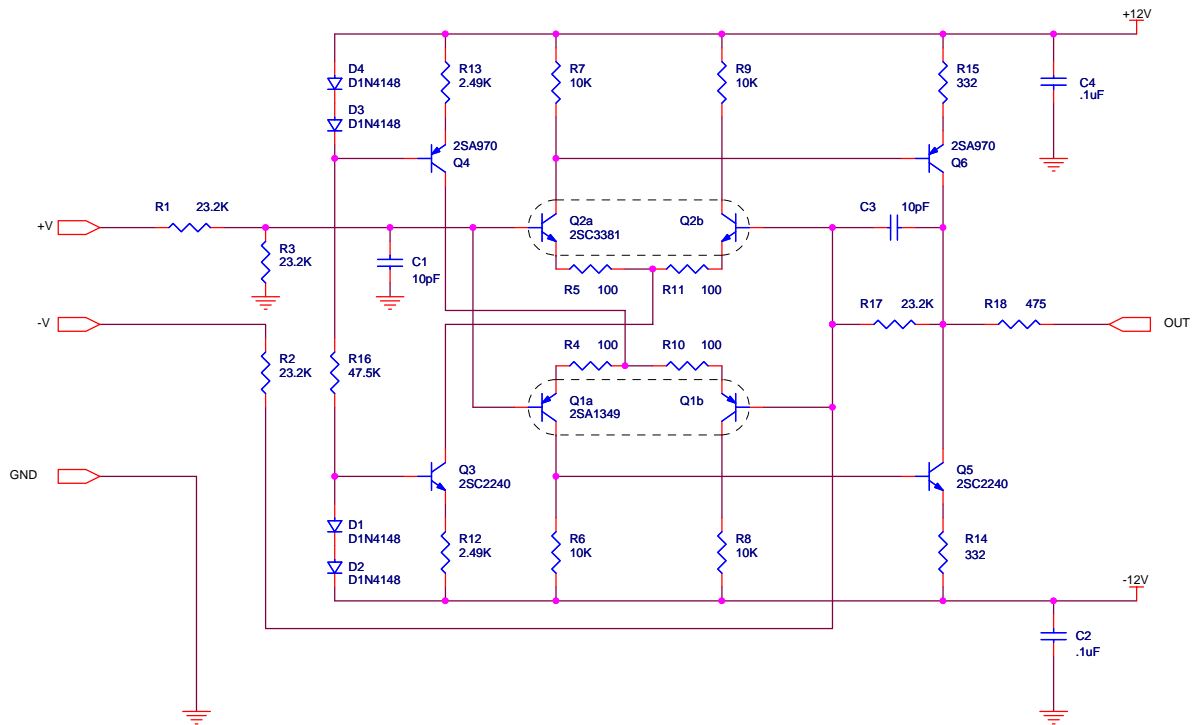 +12V
D4
D1N4148
R13
2.49K
R7
10K
R9
10K
R15
332
C4
.1uF
D3
D1N4148
2SA970
Q4
2SA970
Q6
R1 23.2K
C3 10pF
+V
Q2a
2SC3381
Q2b
R3
23.2K
C1
10pF
R5 100
R11 100
R17 23.2K
R18 475
-V
OUT
R4 100
R10 100
R2
23.2K
R16
47.5K
Q1a
2SA1349
Q1b
GND
Q3
2SC2240
Q5
2SC2240
D1
D1N4148
R12
2.49K
R6
10K
R8
10K
R14
332
D2
D1N4148
-12V
C2
.1uF